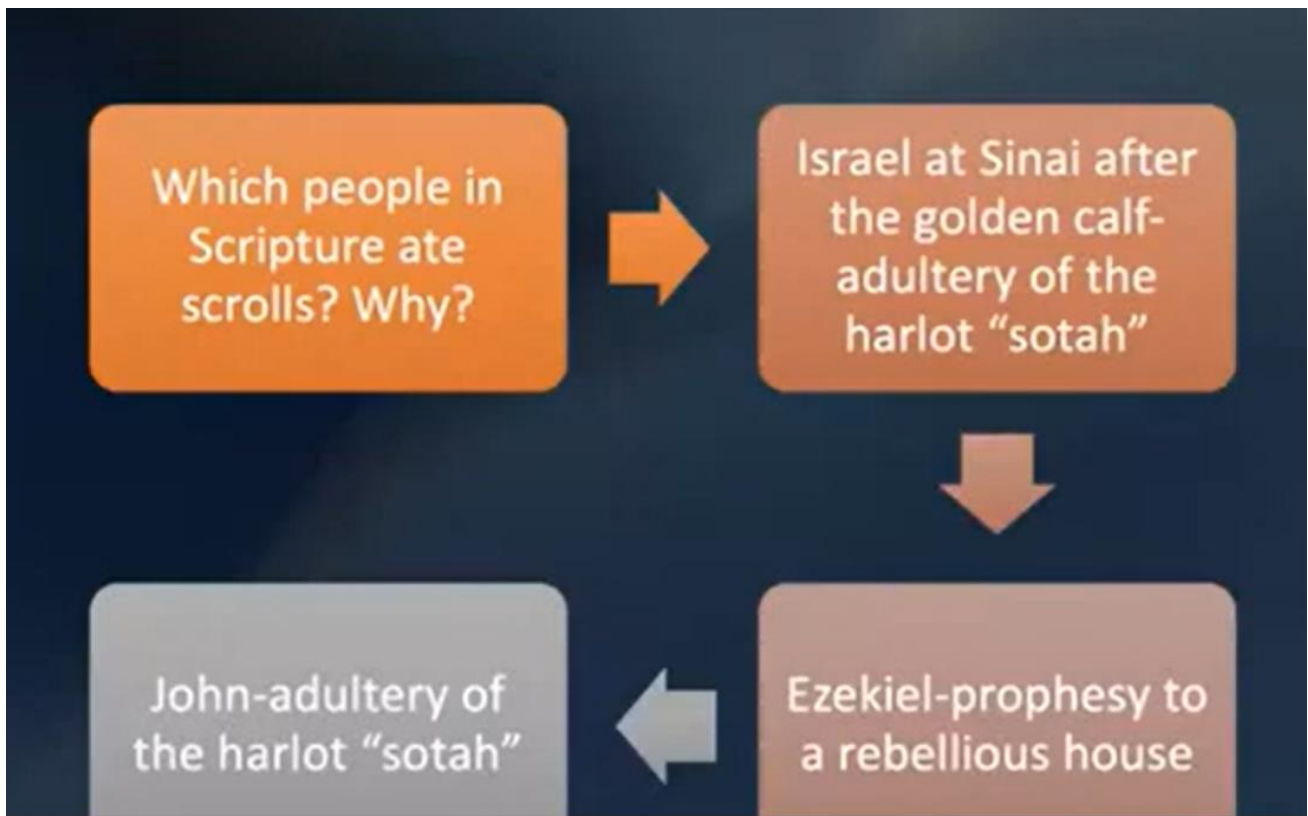 Which people in
Scripture ate
scrolls? Why?
Israel at Sinai after
the golden calf-
adultery of the
harlot “sotah”
Ezekiel-prophesy to
a rebellious house
John-adultery of
the harlot “sotah”